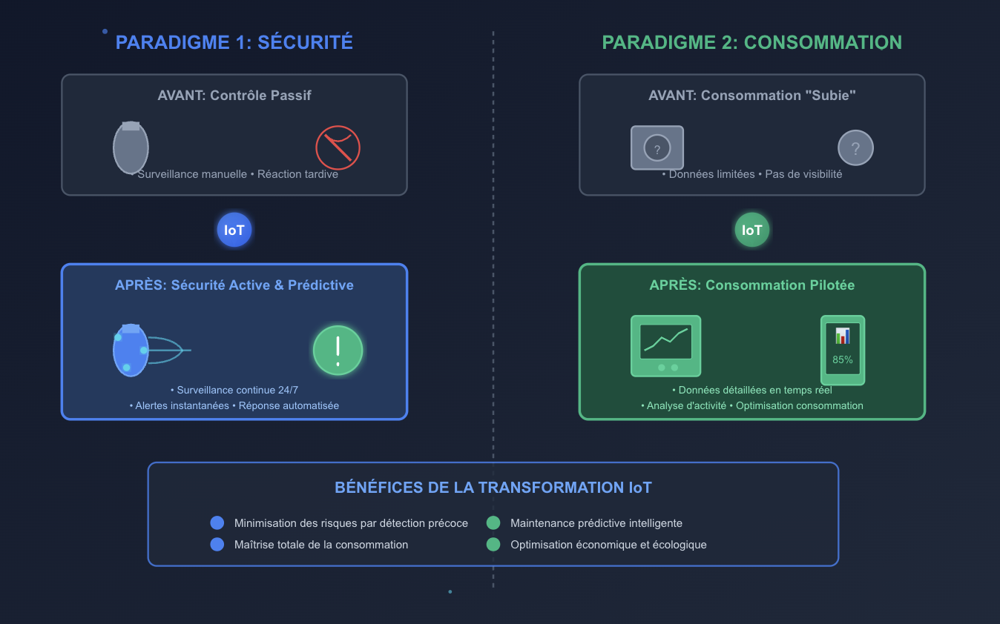 PARADIGME 1: SÉCURITÉ
AVANT: Contrôle Passif
• Surveillance manuelle • Réaction tardive
IoT
APRÈS: Sécurité Active & Prédictive
• Surveillance continue 24/7
• Alertes instantanées • Réponse automatisée
PARADIGME 2: CONSOMMATION
AVANT: Consommation "Subie"
?
?
• Données limitées • Pas de visibilité
IoT
APRÈS: Consommation Pilotée
85%
• Données détaillées en temps réel
• Analyse d'activité • Optimisation consommation
BÉNÉFICES DE LA TRANSFORMATION IoT
Minimisation des risques par détection précoce
Maintenance prédictive intelligente
Maîtrise totale de la consommation
Optimisation économique et écologique